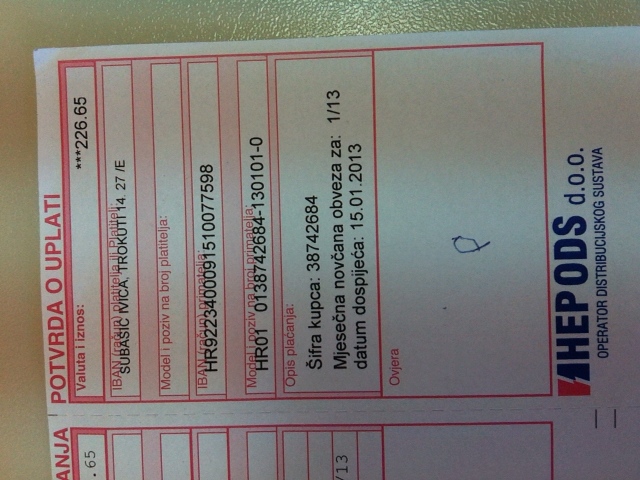 ANJA
.65
/13
POTVRDA O UPLATI
Valuta i iznos: ***226.65
IBAN (račun) platitelja ili Platitelj:
SUBAŠIĆ IVICA, TROKUTI 14. 27 /E
Model i poziv na broj platitelja:
IBAN (račun) primatelja:
HR9223400091510077598
Model i poziv na broj primatelja:
HR01 0138742684-130101-0
Opis plaćanja:
Šifra kupca: 38742684
Mjesečna novčana obveza za: 1/13
datum dospijeća: 15.01.2013
Ovjera
P
HEP ODS d.o.o.
OPERATOR DISTRIBUCIJSKOG SUSTAVA